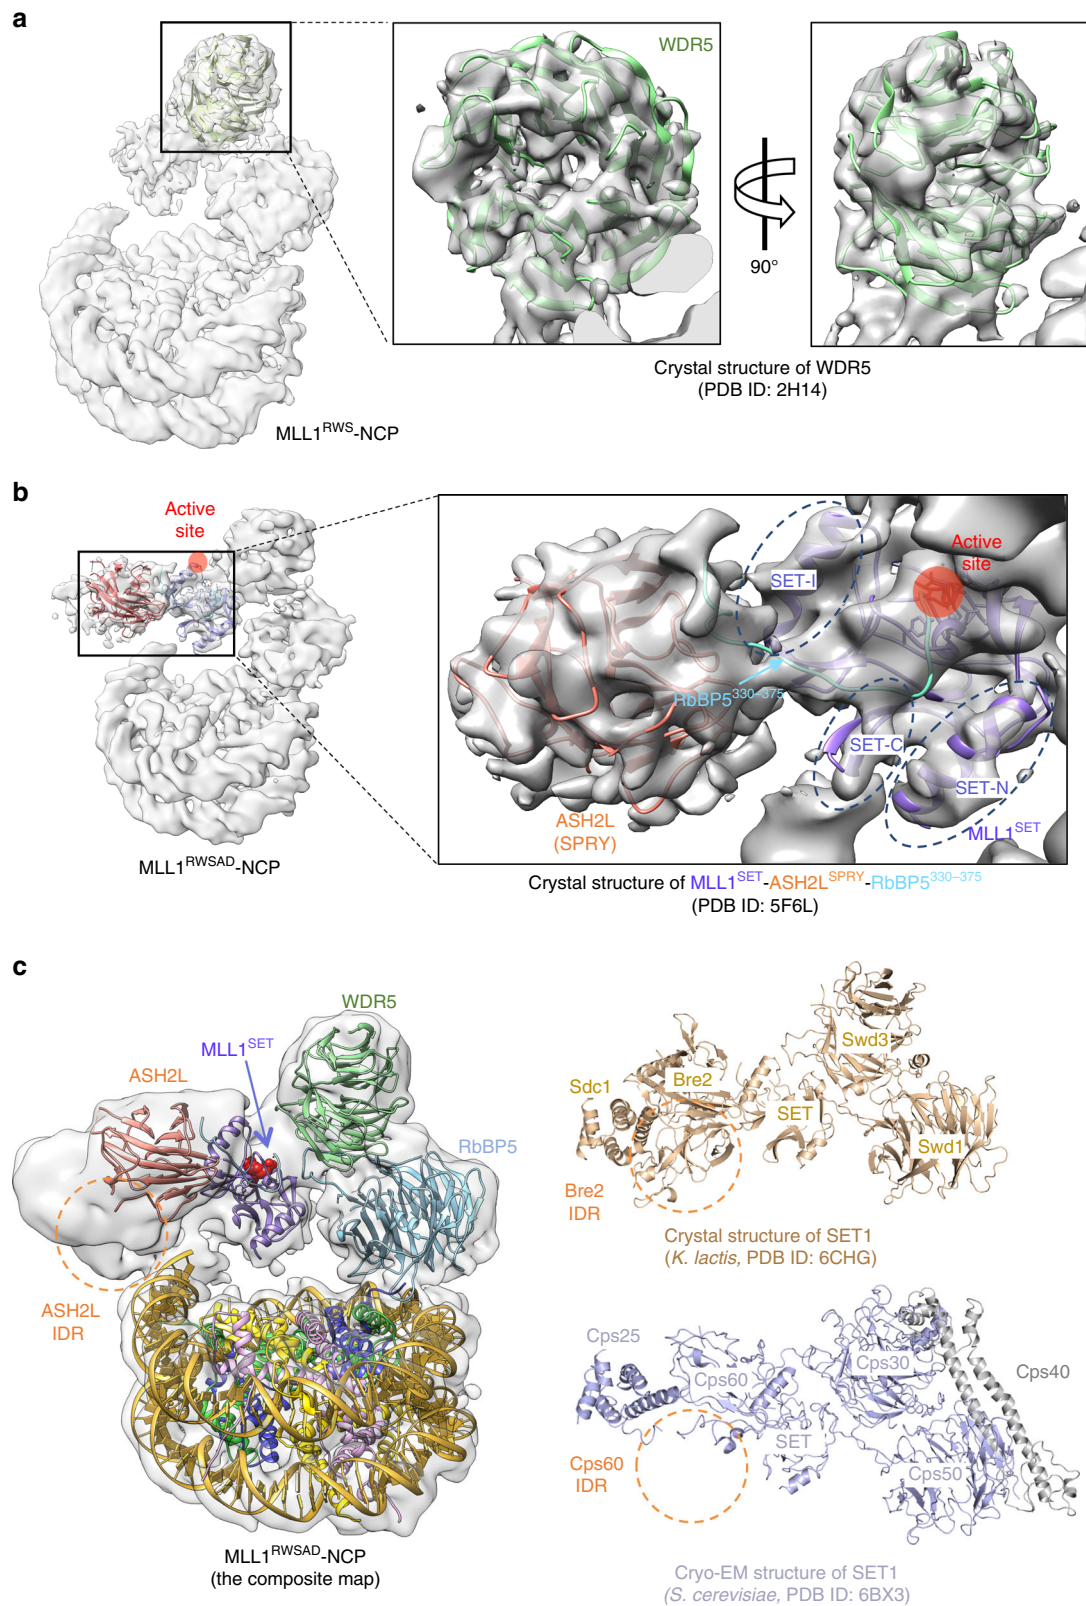 a
WDR5
90°
Crystal structure of WDR5
(PDB ID: 2H14)
MLL1RWS-NCP
b
Active
site
MLL1RWSAD-NCP
SET-I
Active
site
RbBP5330–375
SET-C
SET-N
MLL1SET
ASH2L
(SPRY)
Crystal structure of MLL1SET-ASH2LSPRY-RbBP5330–375
(PDB ID: 5F6L)
c
WDR5
MLL1SET
ASH2L
RbBP5
ASH2L
IDR
MLL1RWSAD-NCP
(the composite map)
Swd3
Sdc1
Bre2
SET
Swd1
Bre2
IDR
Crystal structure of SET1
(K. lactis, PDB ID: 6CHG)
Cps25
Cps30
Cps40
Cps60
SET
Cps60
IDR
Cps50
Cryo-EM structure of SET1
(S. cerevisiae, PDB ID: 6BX3)